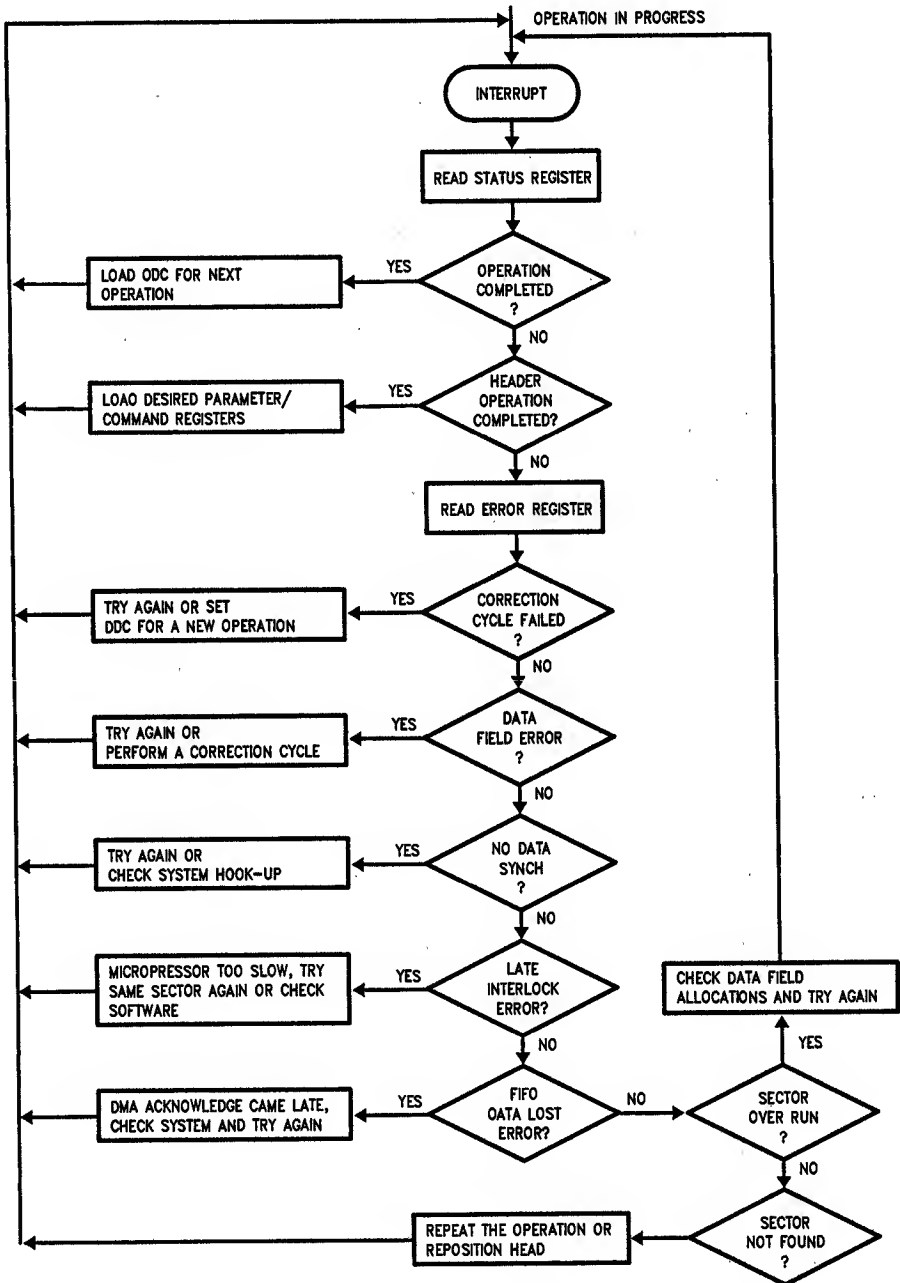 OPERATION IN PROGRESS
INTERRUPT
READ STATUS REGISTER
OPERATION
COMPLETED
?
YES
LOAD ODC FOR NEXT
OPERATION
NO
HEADER
OPERATION
COMPLETED?
YES
LOAO DESIRED PARAMETER/
COMMAND REGISTERS
NO
READ ERROR REGISTER
CORRECTION
CYCLE FAILED
?
YES
TRY AGAIN OR SET
DDC FOR A NEW OPERATION
NO
DATA
FIELD ERROR
?
YES
TRY AGAIN OR
PERFORM A CORRECTION CYCLE
NO
NO DATA
SYNCH
?
YES
TRY AGAIN OR
CHECK SYSTEM HOOK-UP
NO
LATE
INTERLOCK
ERROR?
YES
MICROPRESSOR TOO SLOW, TRY
SAME SECTOR AGAIN OR CHECK
SOFTWARE
NO
FIFO
OATA LOST
ERROR?
YES
DMA ACKNOWLEDGE CAME LATE,
CHECK SYSTEM AND TRY AGAIN
NO
SECTOR
OVER RUN
?
YES
CHECK DATA FIELD
ALLOCATIONS AND TRY AGAIN
NO
SECTOR
NOT FOUND
?
REPEAT THE OPERATION OR
REPOSITION HEAD